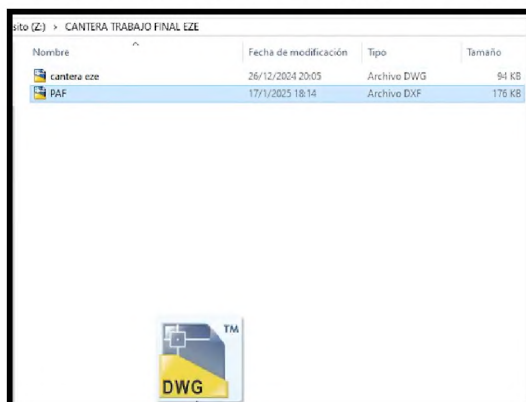 sito (Z:) > CANTERA TRABAJO FINAL EZE
Nombre Fecha de modificación Tipo Tamaño
cantera eze 26/12/2024 20:05 Archivo DWG 94 KB
PAF 17/1/2025 18:14 Archivo DXF 176 KB
TM
DWG